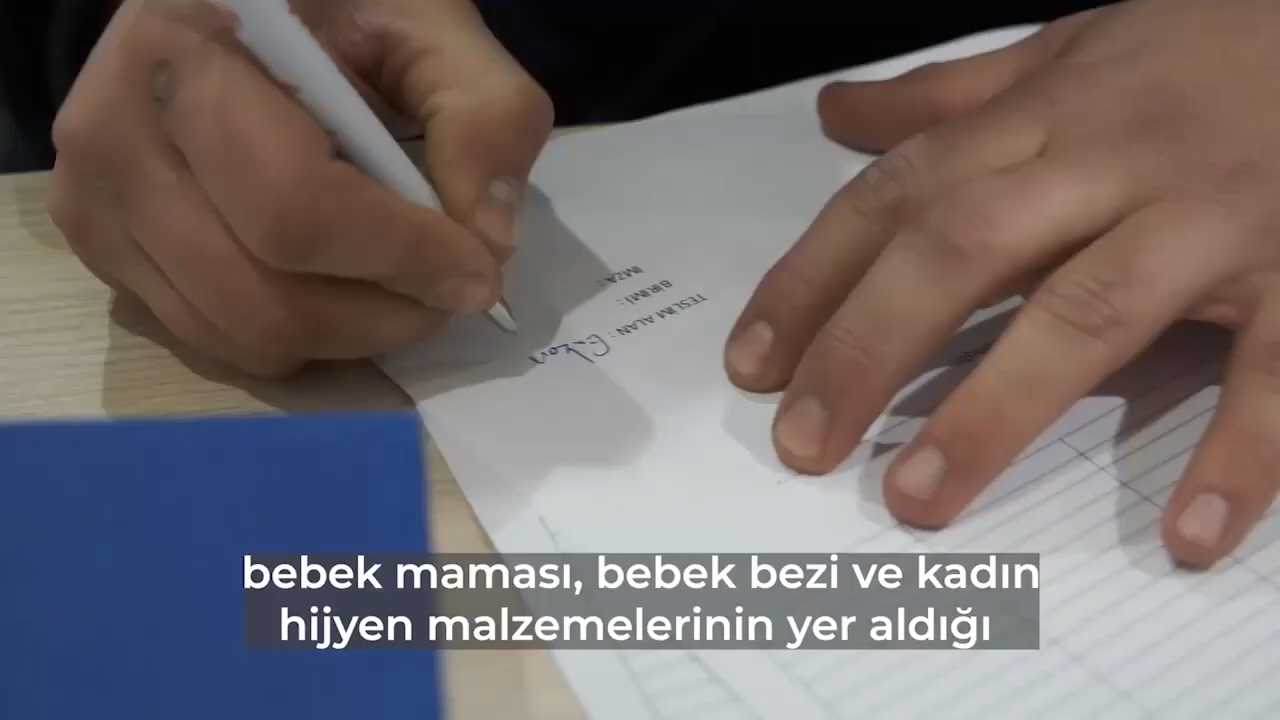 TESLİM ALAN :
BİRİMİ :
İMZA :
bebek maması, bebek bezi ve kadın
hijyen malzemelerinin yer aldığı